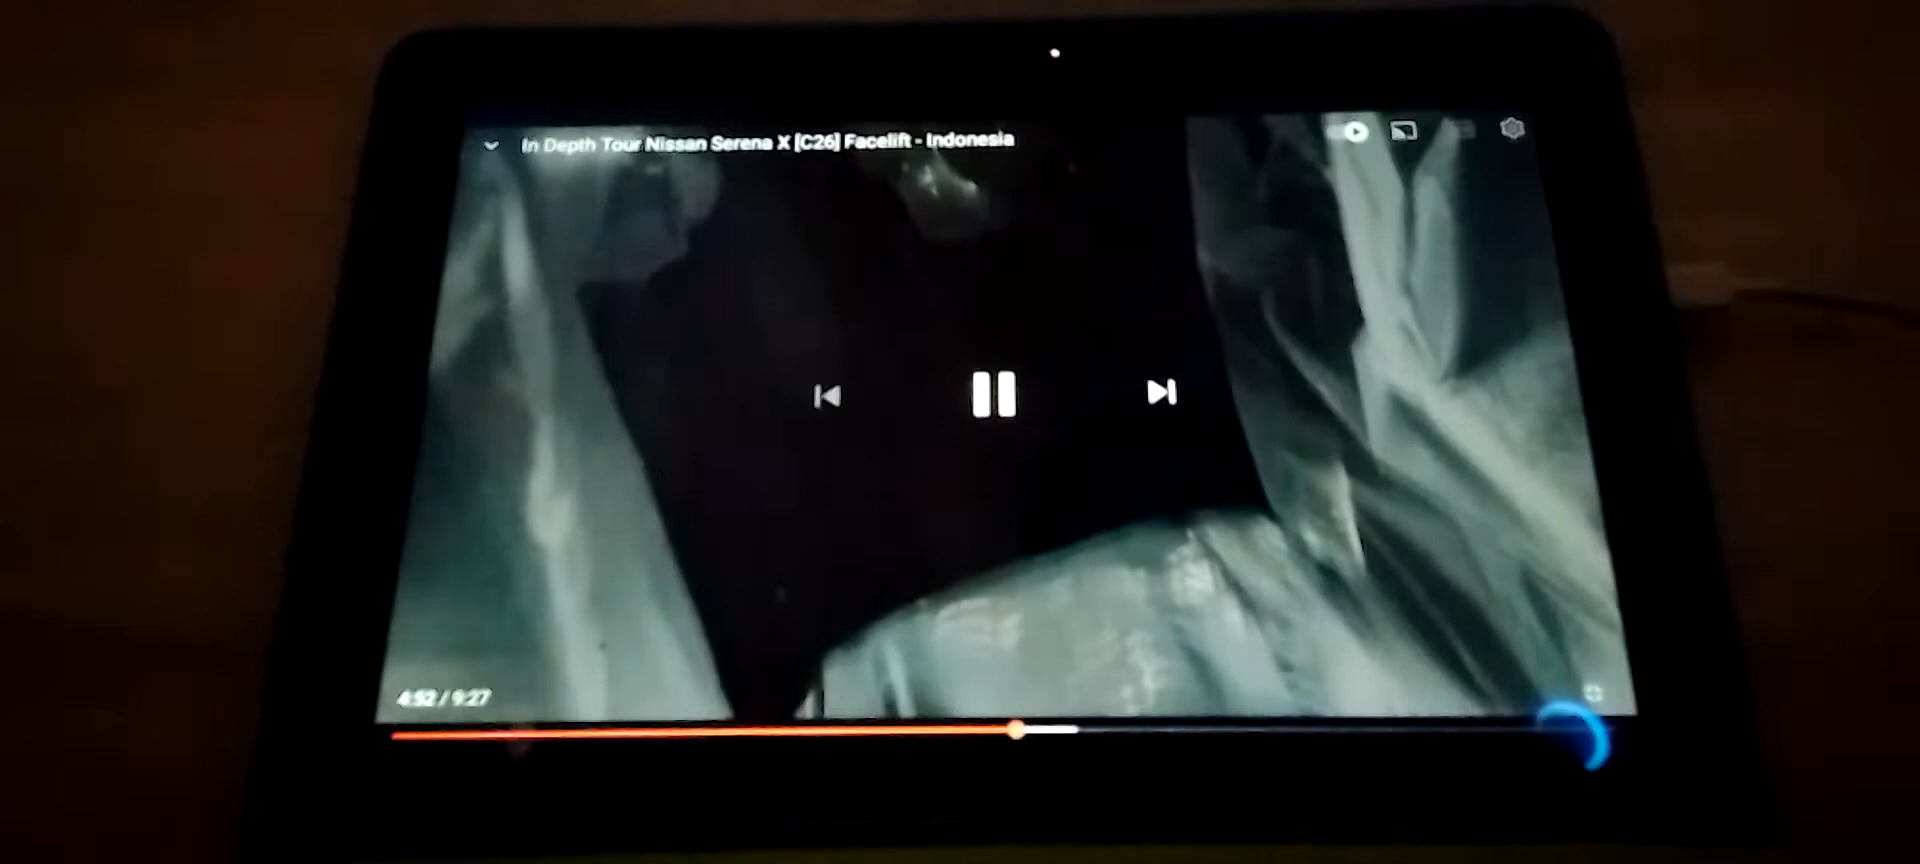 In Depth Tour Nissan Serena X [C26] Facelift - Indonesia
4:52 / 9:27